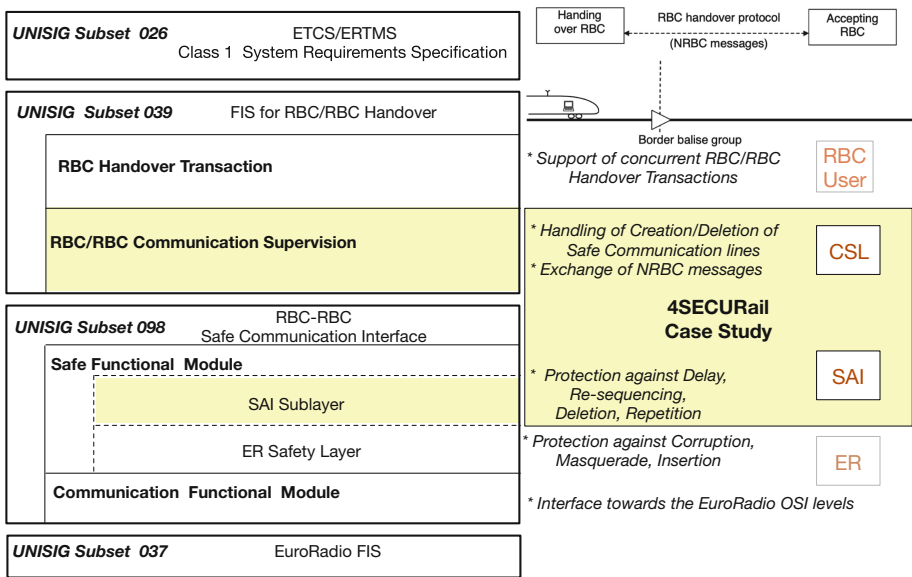 UNISIG Subset 026
ETCS/ERTMS
Class 1 System Requirements Specification
Handing
over RBC
RBC handover protocol
(NRBC messages)
Accepting
RBC
Border balise group
UNISIG Subset 039
FIS for RBC/RBC Handover
RBC Handover Transaction
* Support of concurrent RBC/RBC
Handover Transactions
RBC
User
RBC/RBC Communication Supervision
* Handling of Creation/Deletion of
Safe Communication lines
* Exchange of NRBC messages
CSL
4SECURail
Case Study
UNISIG Subset 098
RBC-RBC
Safe Communication Interface
Safe Functional Module
SAI Sublayer
* Protection against Delay,
Re-sequencing,
Deletion, Repetition
SAI
ER Safety Layer
* Protection against Corruption,
Masquerade, Insertion
ER
Communication Functional Module
* Interface towards the EuroRadio OSI levels
UNISIG Subset 037
EuroRadio FIS